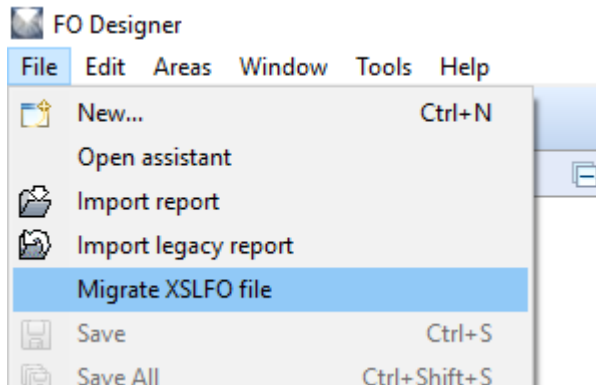 FO Designer
File Edit Areas Window Tools Help
New... Ctrl+N
Open assistant
Import report
Import legacy report
Migrate XSLFO file
Save Ctrl+S
Save All Ctrl+Shift+S